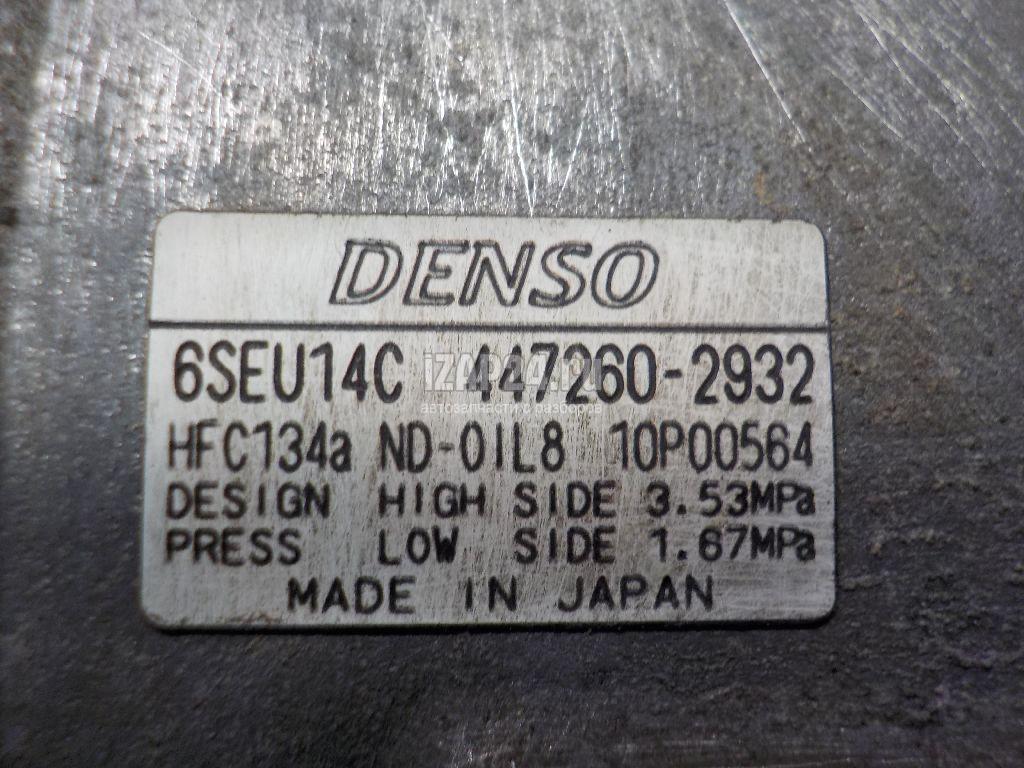 DENSO
6SEU14C 447260-2932
iZAP24.ru
автозапчасти с разборов
HFC134a ND-OIL8 10P00564
DESIGN HIGH SIDE 3.53MPa
PRESS LOW SIDE 1.67MPa
MADE IN JAPAN